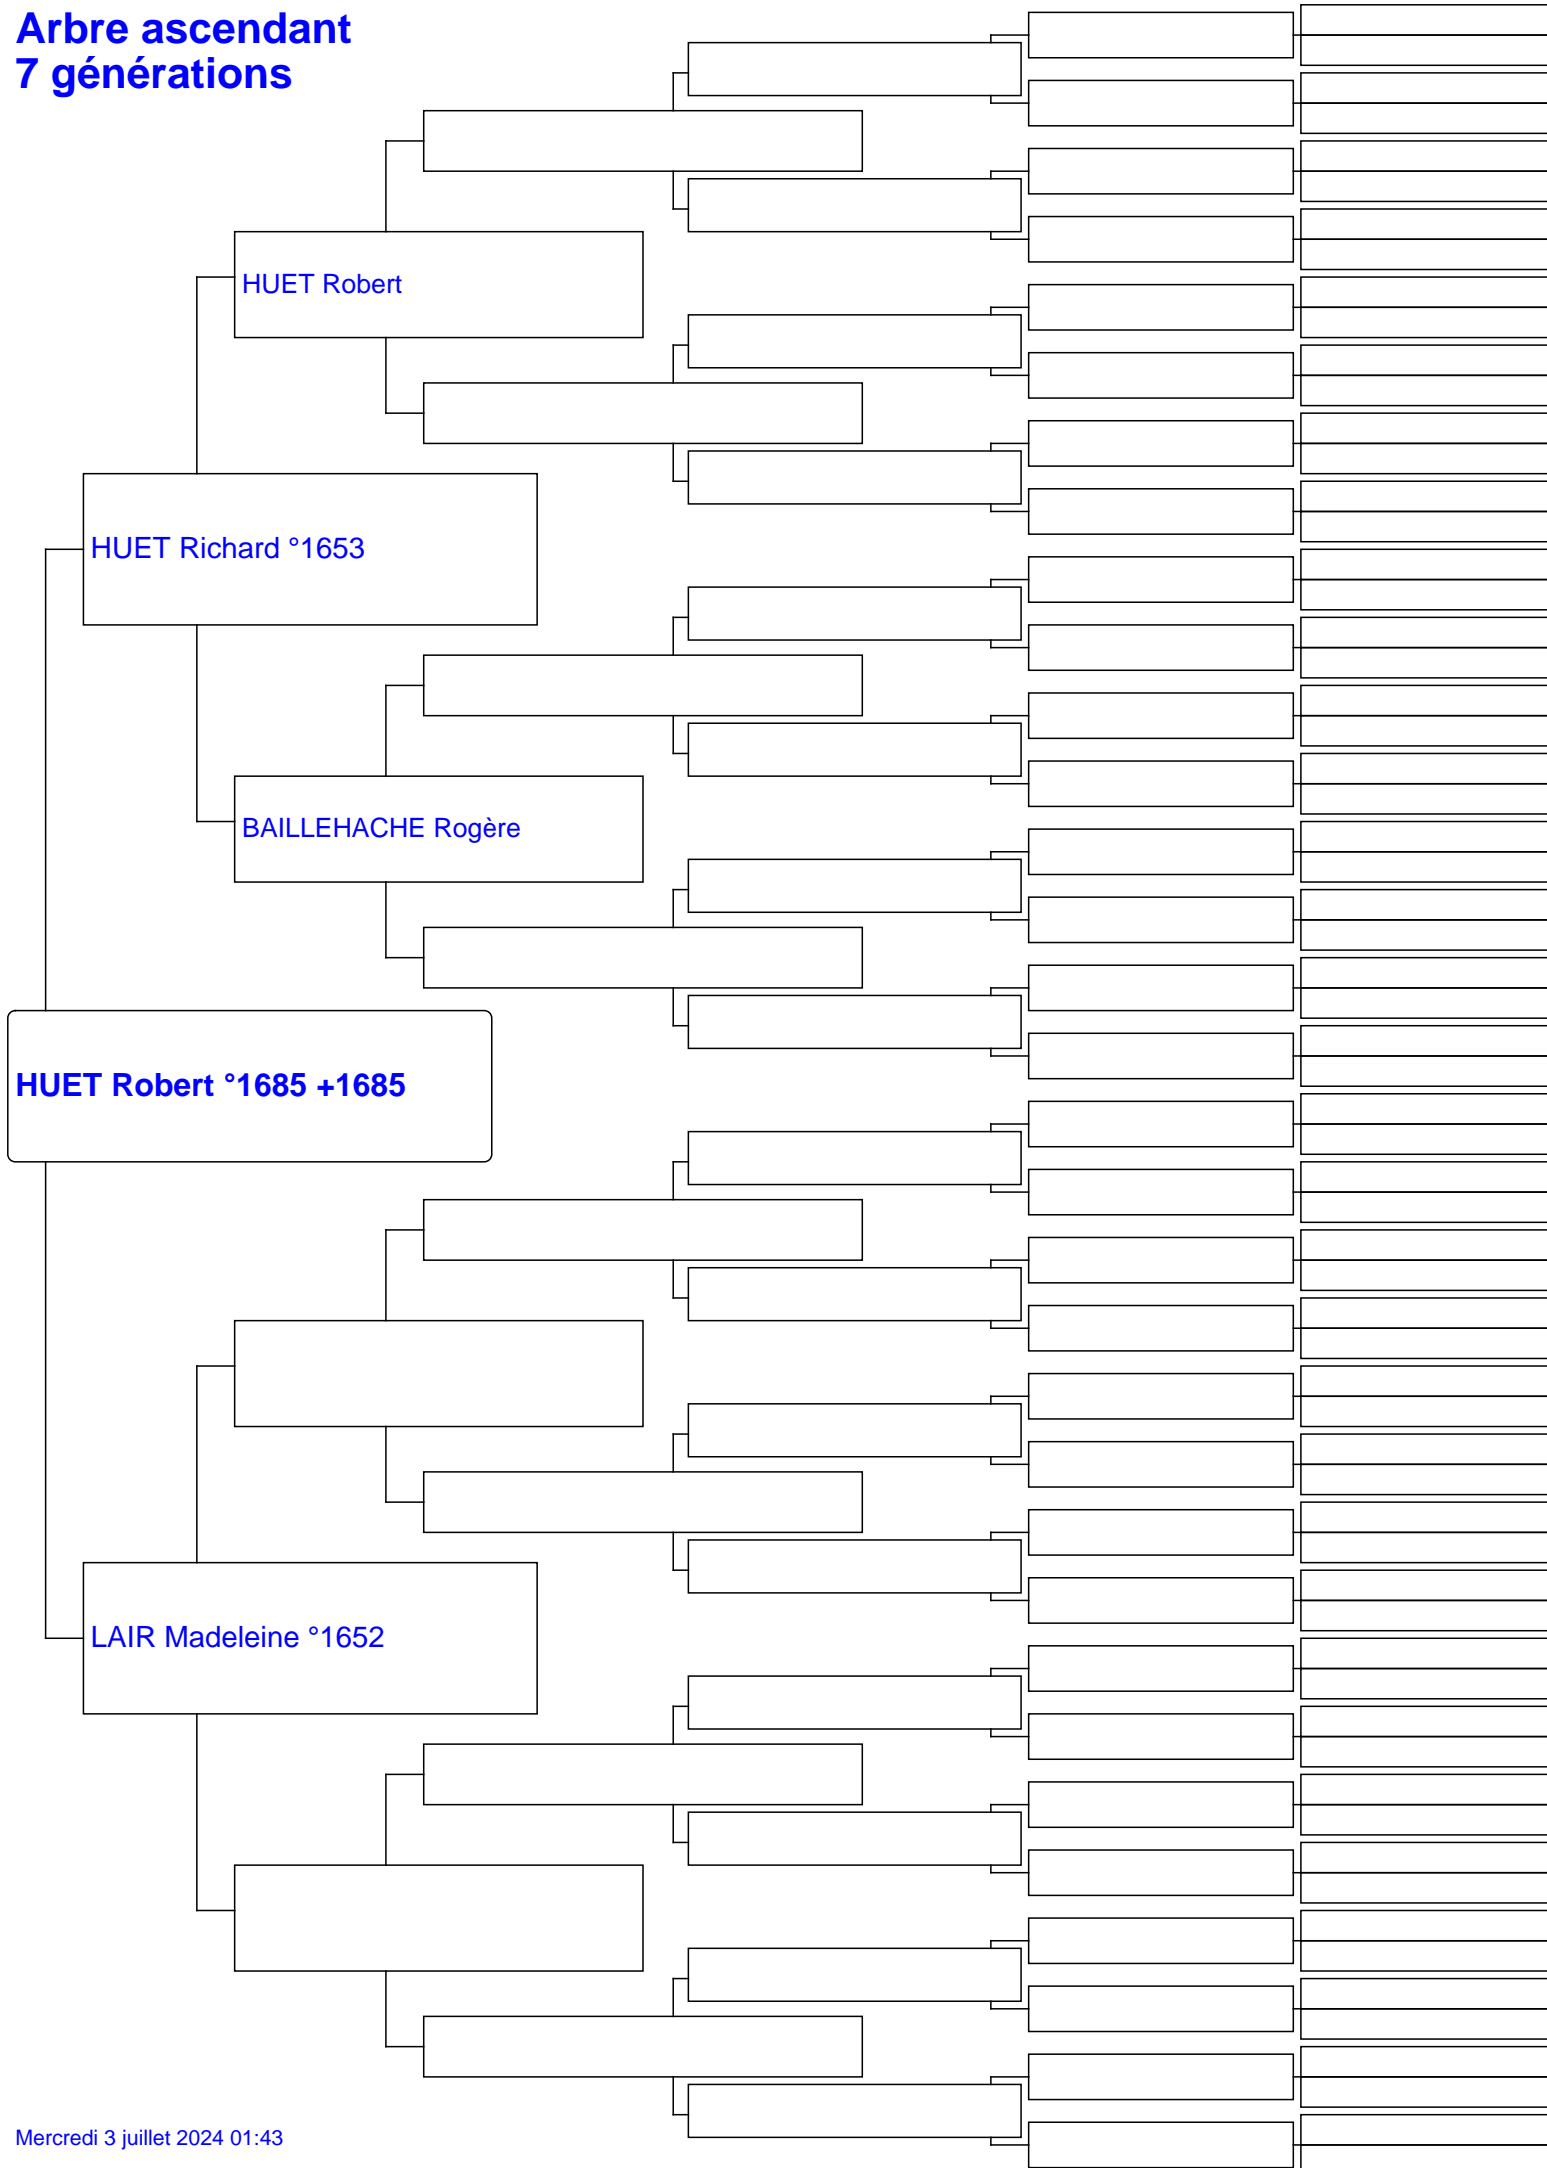 Arbre ascendant
7 générations
HUET Robert
HUET Richard °1653
BAILLEHACHE Rogère
HUET Robert °1685 +1685
LAIR Madeleine °1652
Mercredi 3 juillet 2024 01:43